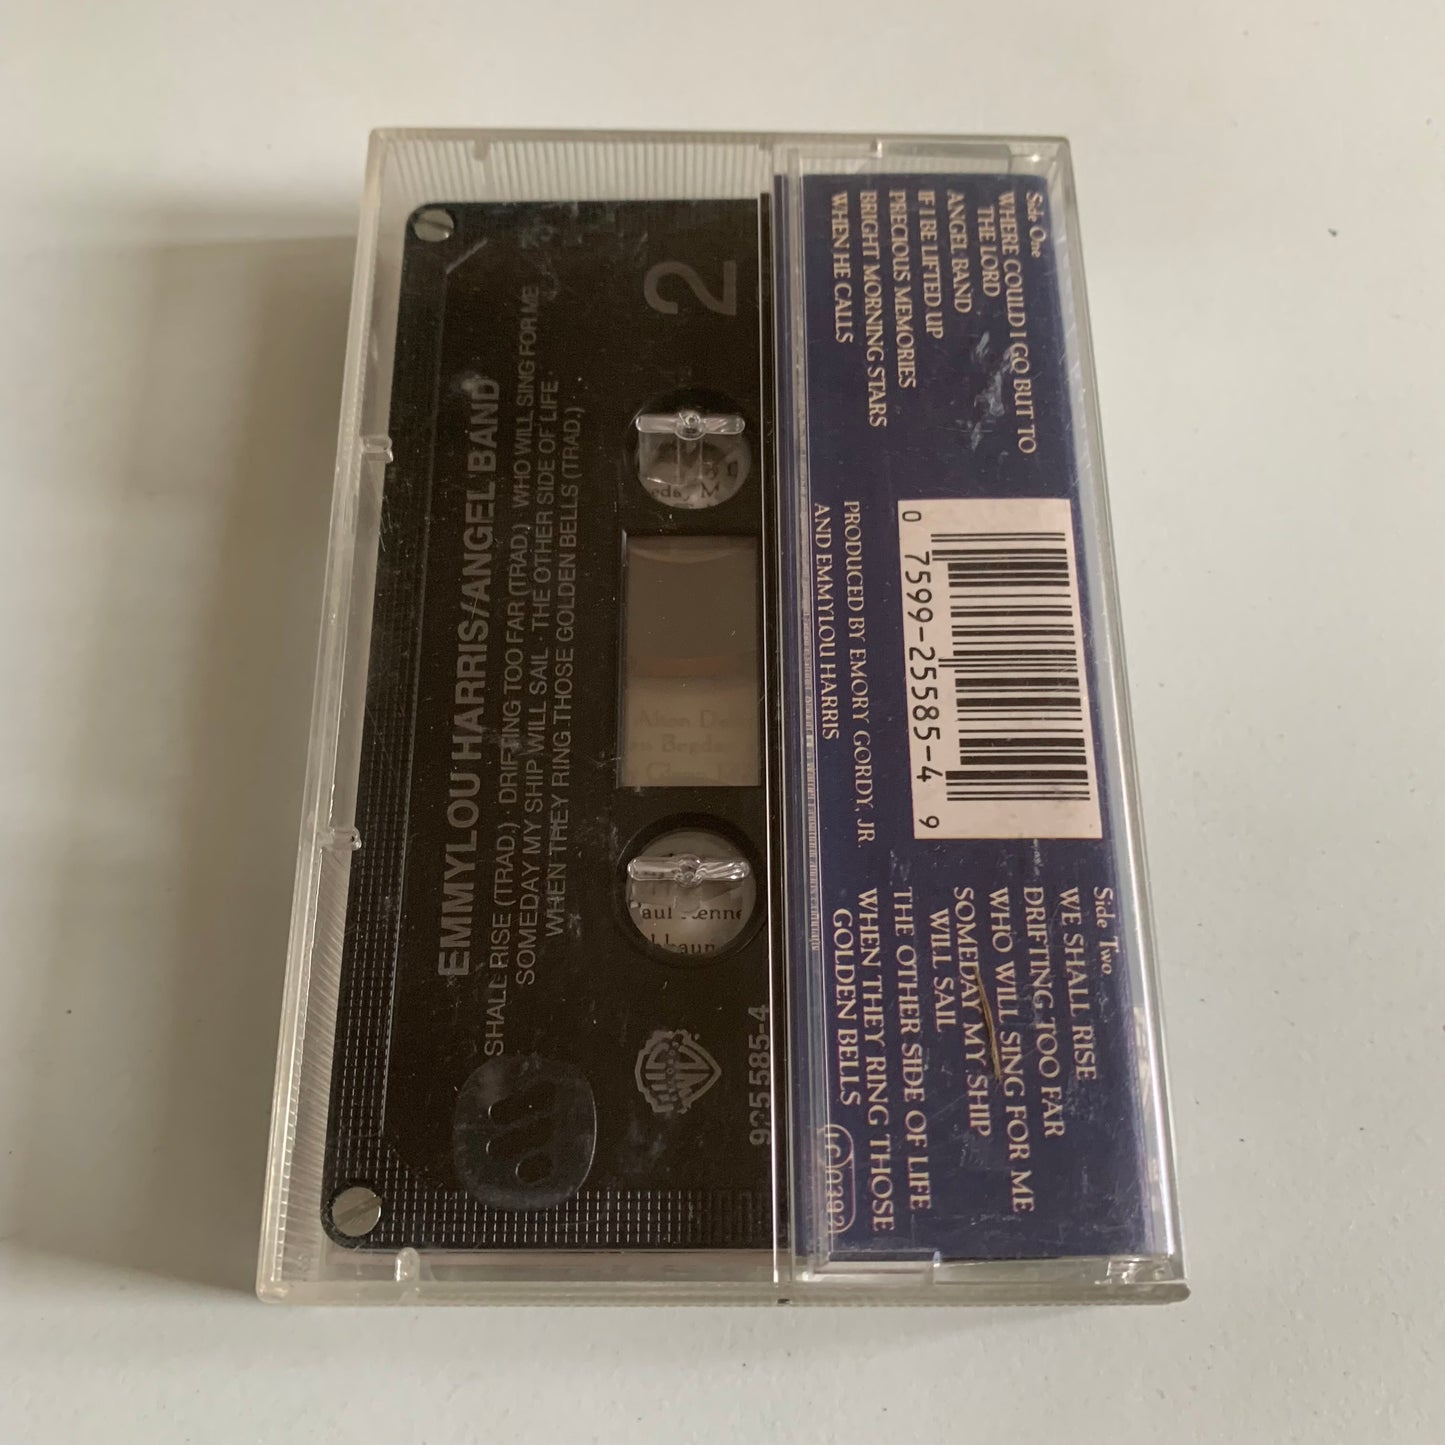 EMMYLOU HARRIS/ANGEL BAND
SHALL RISE (TRAD.) · DRIFTING TOO FAR (TRAD.) · WHO WILL SING FOR ME
SOMEDAY MY SHIP WILL SAIL · THE OTHER SIDE OF LIFE
WHEN THEY RING THOSE GOLDEN BELLS (TRAD.)
2
925 585-4
Side One
WHERE COULD I GO BUT TO
THE LORD
ANGEL BAND
IF I BE LIFTED UP
PRECIOUS MEMORIES
BRIGHT MORNING STARS
WHEN HE CALLS
0 7599-25585-4 9
PRODUCED BY EMORY GORDY, JR.
AND EMMYLOU HARRIS
Side Two
WE SHALL RISE
DRIFTING TOO FAR
WHO WILL SING FOR ME
SOMEDAY MY SHIP
WILL SAIL
THE OTHER SIDE OF LIFE
WHEN THEY RING THOSE
GOLDEN BELLS
LC 0392